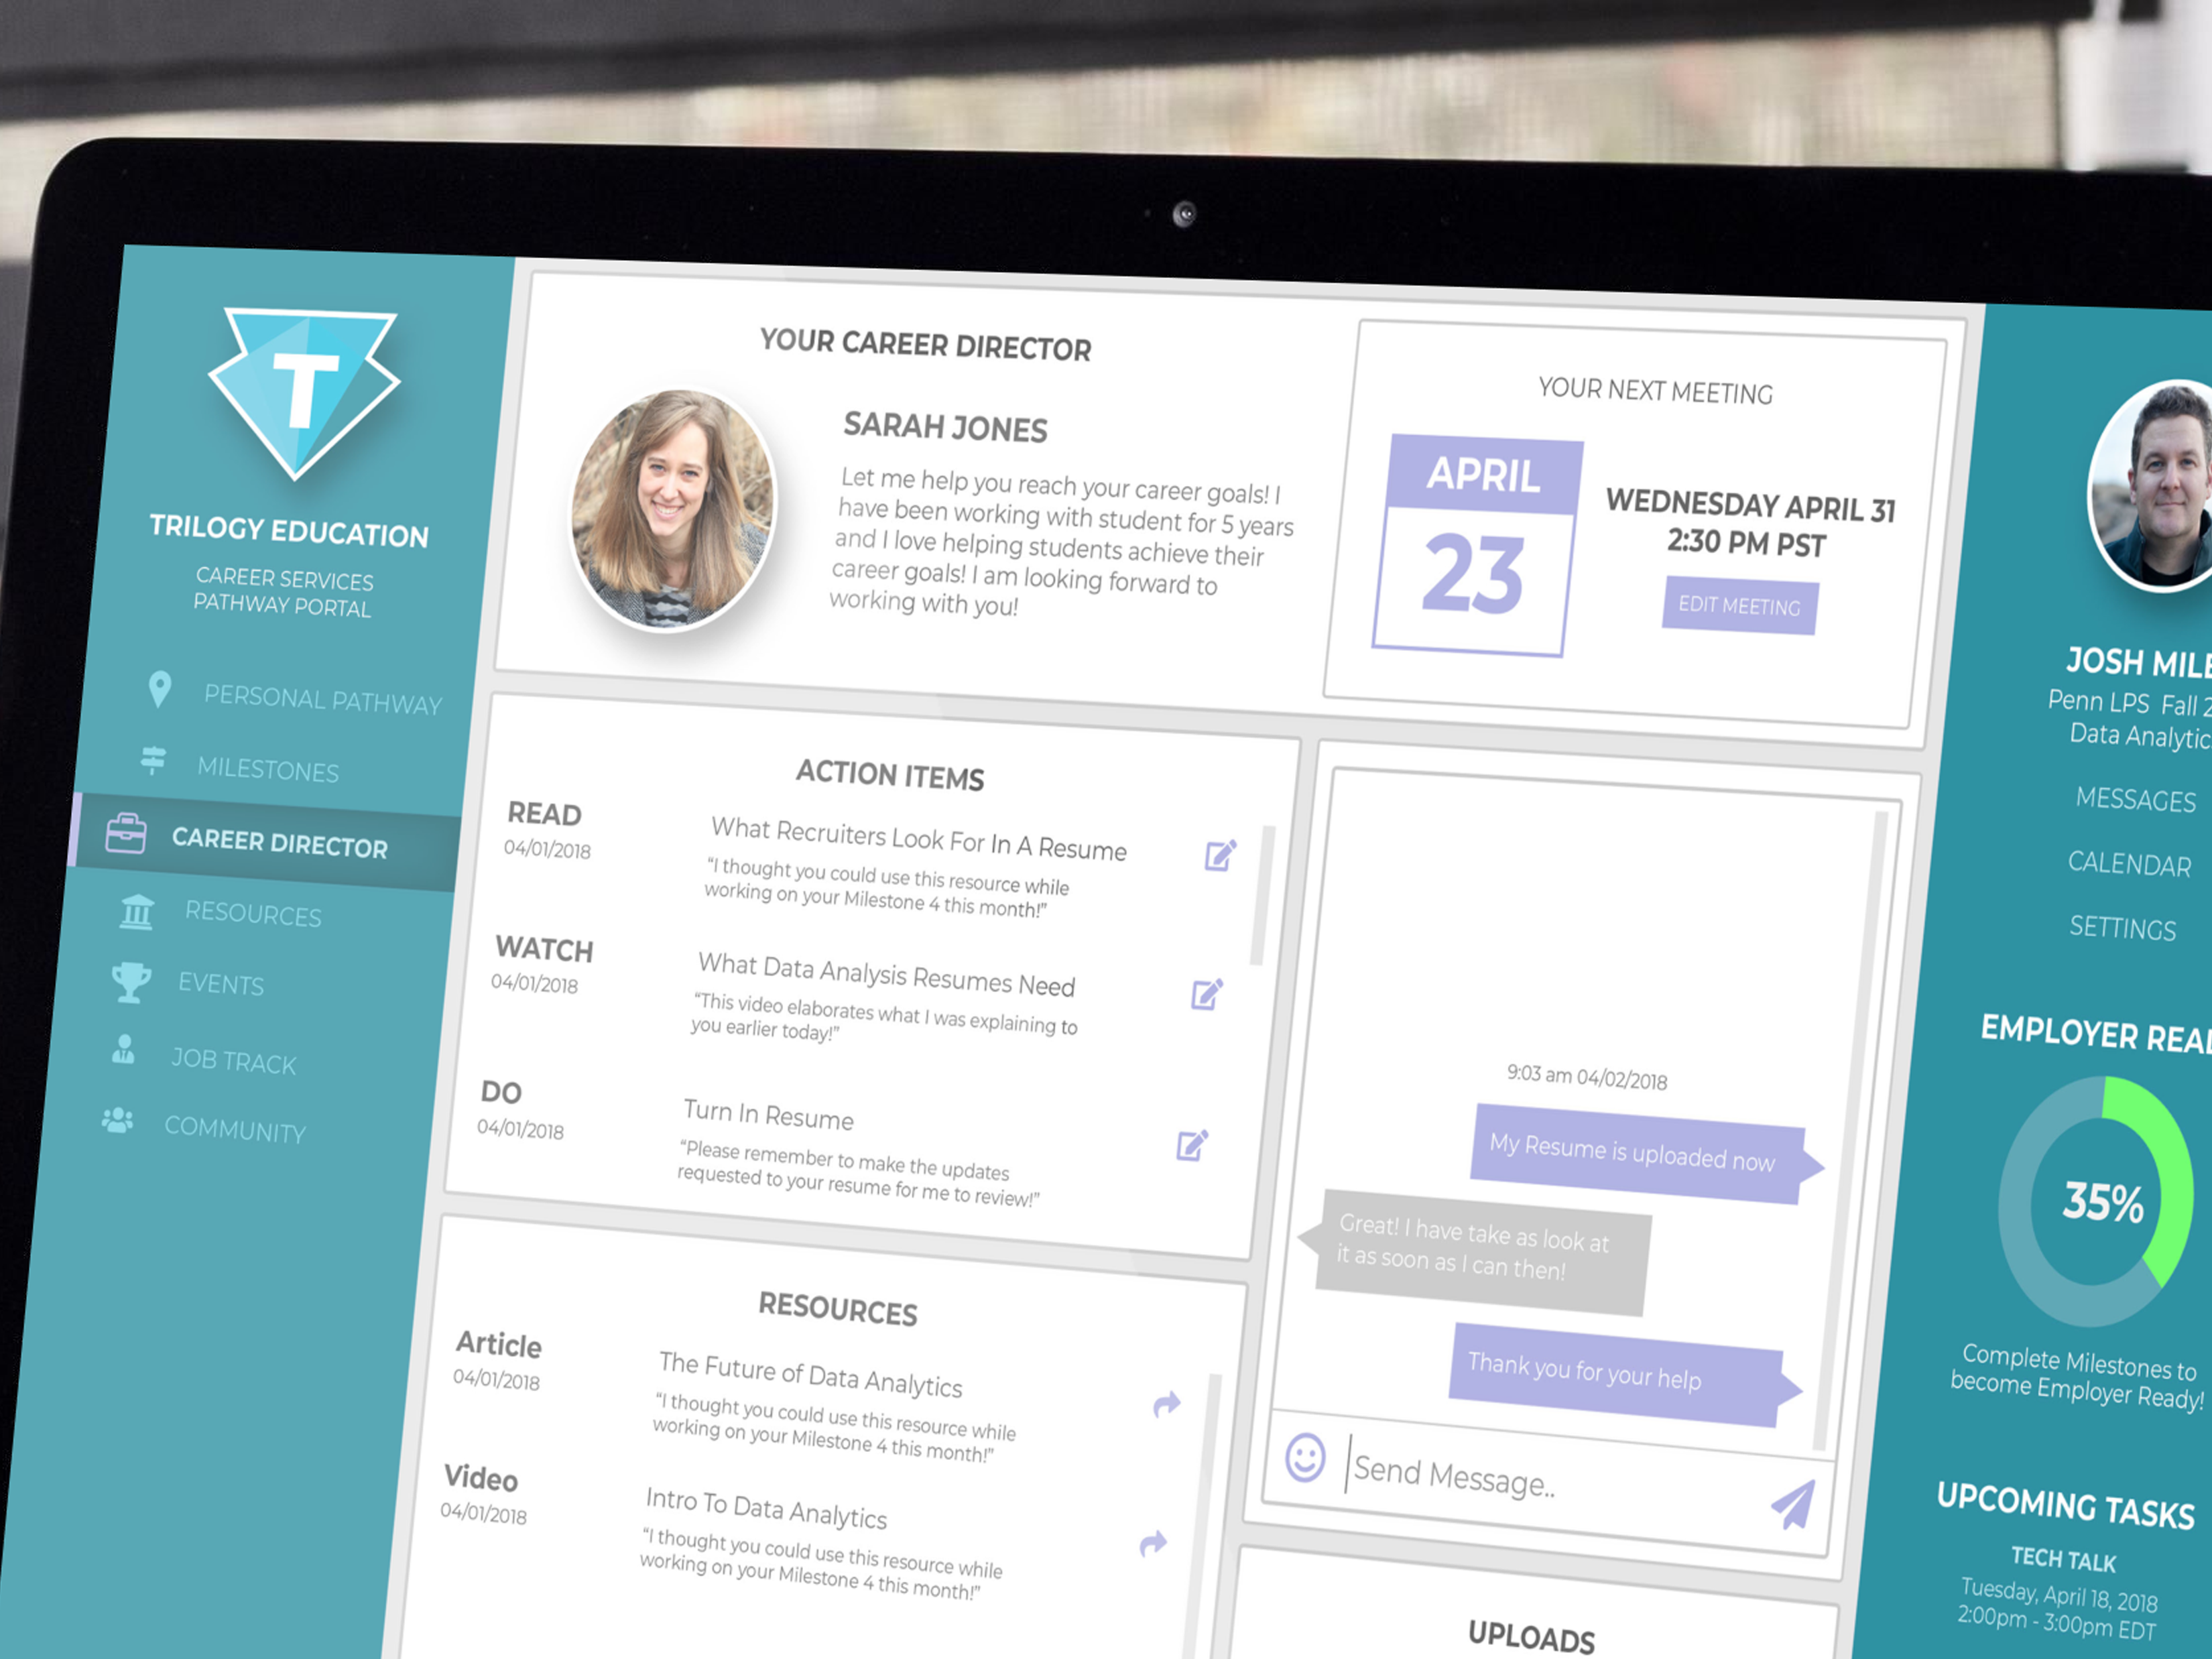 T
TRILOGY EDUCATION
CAREER SERVICES
PATHWAY PORTAL
PERSONAL PATHWAY
MILESTONES
CAREER DIRECTOR
RESOURCES
EVENTS
JOB TRACK
COMMUNITY
YOUR CAREER DIRECTOR
SARAH JONES
Let me help you reach your career goals! I
have been working with student for 5 years
and I love helping students achieve their
career goals! I am looking forward to
working with you!
YOUR NEXT MEETING
APRIL
23
WEDNESDAY APRIL 31
2:30 PM PST
EDIT MEETING
ACTION ITEMS
READ
04/01/2018
What Recruiters Look For In A Resume
“I thought you could use this resource while
working on your Milestone 4 this month!”
WATCH
04/01/2018
What Data Analysis Resumes Need
“This video elaborates what I was explaining to
you earlier today!”
DO
04/01/2018
Turn In Resume
“Please remember to make the updates
requested to your resume for me to review!”
RESOURCES
Article
04/01/2018
The Future of Data Analytics
“I thought you could use this resource while
working on your Milestone 4 this month!”
Video
04/01/2018
Intro To Data Analytics
“I thought you could use this resource while
working on your Milestone 4 this month!”
9:03 am 04/02/2018
My Resume is uploaded now
Great! I have take as look at
it as soon as I can then!
Thank you for your help
Send Message..
UPLOADS
JOSH MILE
Penn LPS Fall 2
Data Analytic
MESSAGES
CALENDAR
SETTINGS
EMPLOYER REA
35%
Complete Milestones to
become Employer Ready!
UPCOMING TASKS
TECH TALK
Tuesday, April 18, 2018
2:00pm - 3:00pm EDT